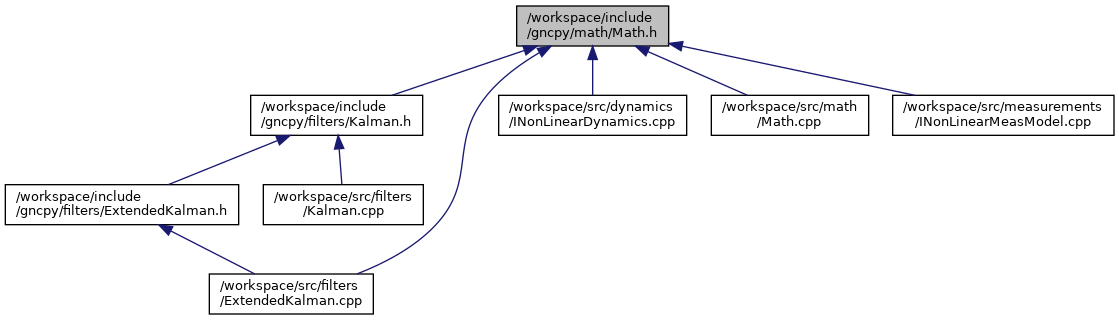 /workspace/include
/gncpy/math/Math.h
/workspace/include
/gncpy/filters/Kalman.h
/workspace/src/dynamics
/INonLinearDynamics.cpp
/workspace/src/math
/Math.cpp
/workspace/src/measurements
/INonLinearMeasModel.cpp
/workspace/include
/gncpy/filters/ExtendedKalman.h
/workspace/src/filters
/Kalman.cpp
/workspace/src/filters
/ExtendedKalman.cpp